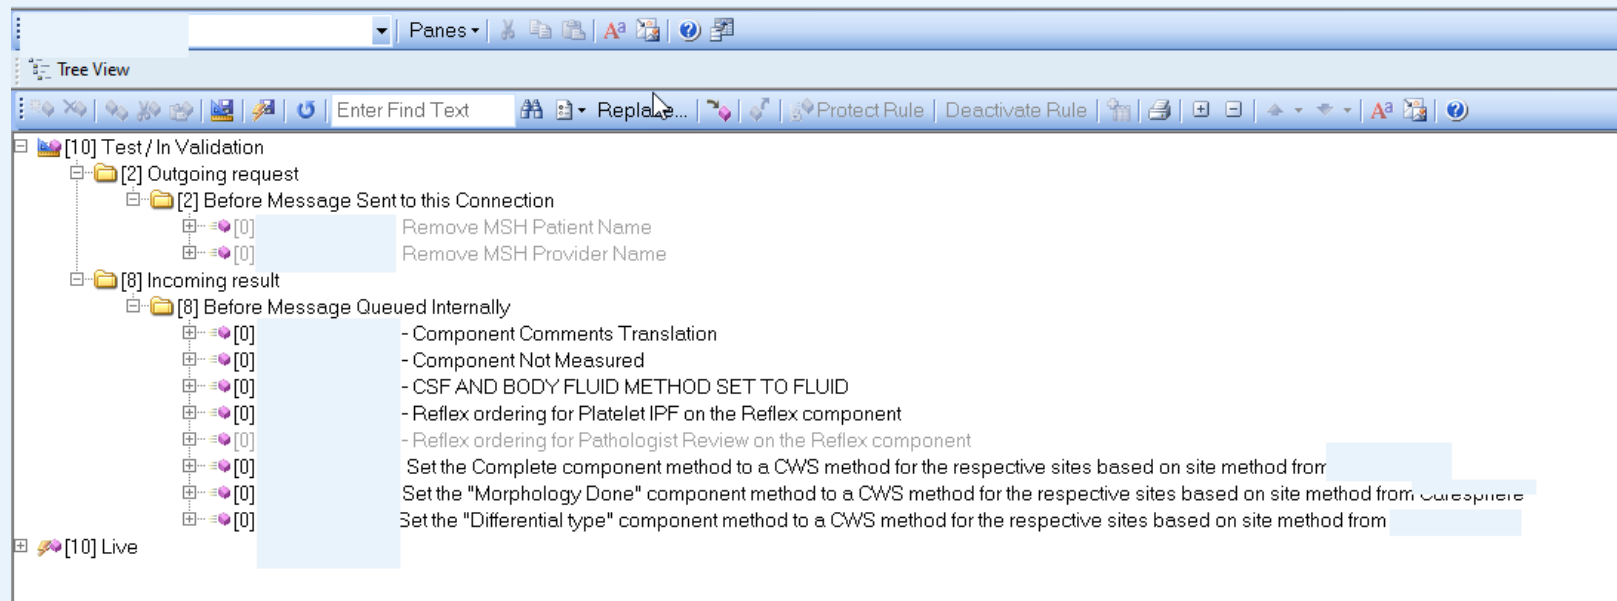 Panes
Tree View
Enter Find Text Replace... Protect Rule Deactivate Rule
[10] Test / In Validation
[2] Outgoing request
[2] Before Message Sent to this Connection
[0] Remove MSH Patient Name
[0] Remove MSH Provider Name
[8] Incoming result
[8] Before Message Queued Internally
[0] - Component Comments Translation
[0] - Component Not Measured
[0] - CSF AND BODY FLUID METHOD SET TO FLUID
[0] - Reflex ordering for Platelet IPF on the Reflex component
[0] - Reflex ordering for Pathologist Review on the Reflex component
[0] Set the Complete component method to a CWS method for the respective sites based on site method from
[0] Set the "Morphology Done" component method to a CWS method for the respective sites based on site method from
[0] Set the "Differential type" component method to a CWS method for the respective sites based on site method from
[10] Live